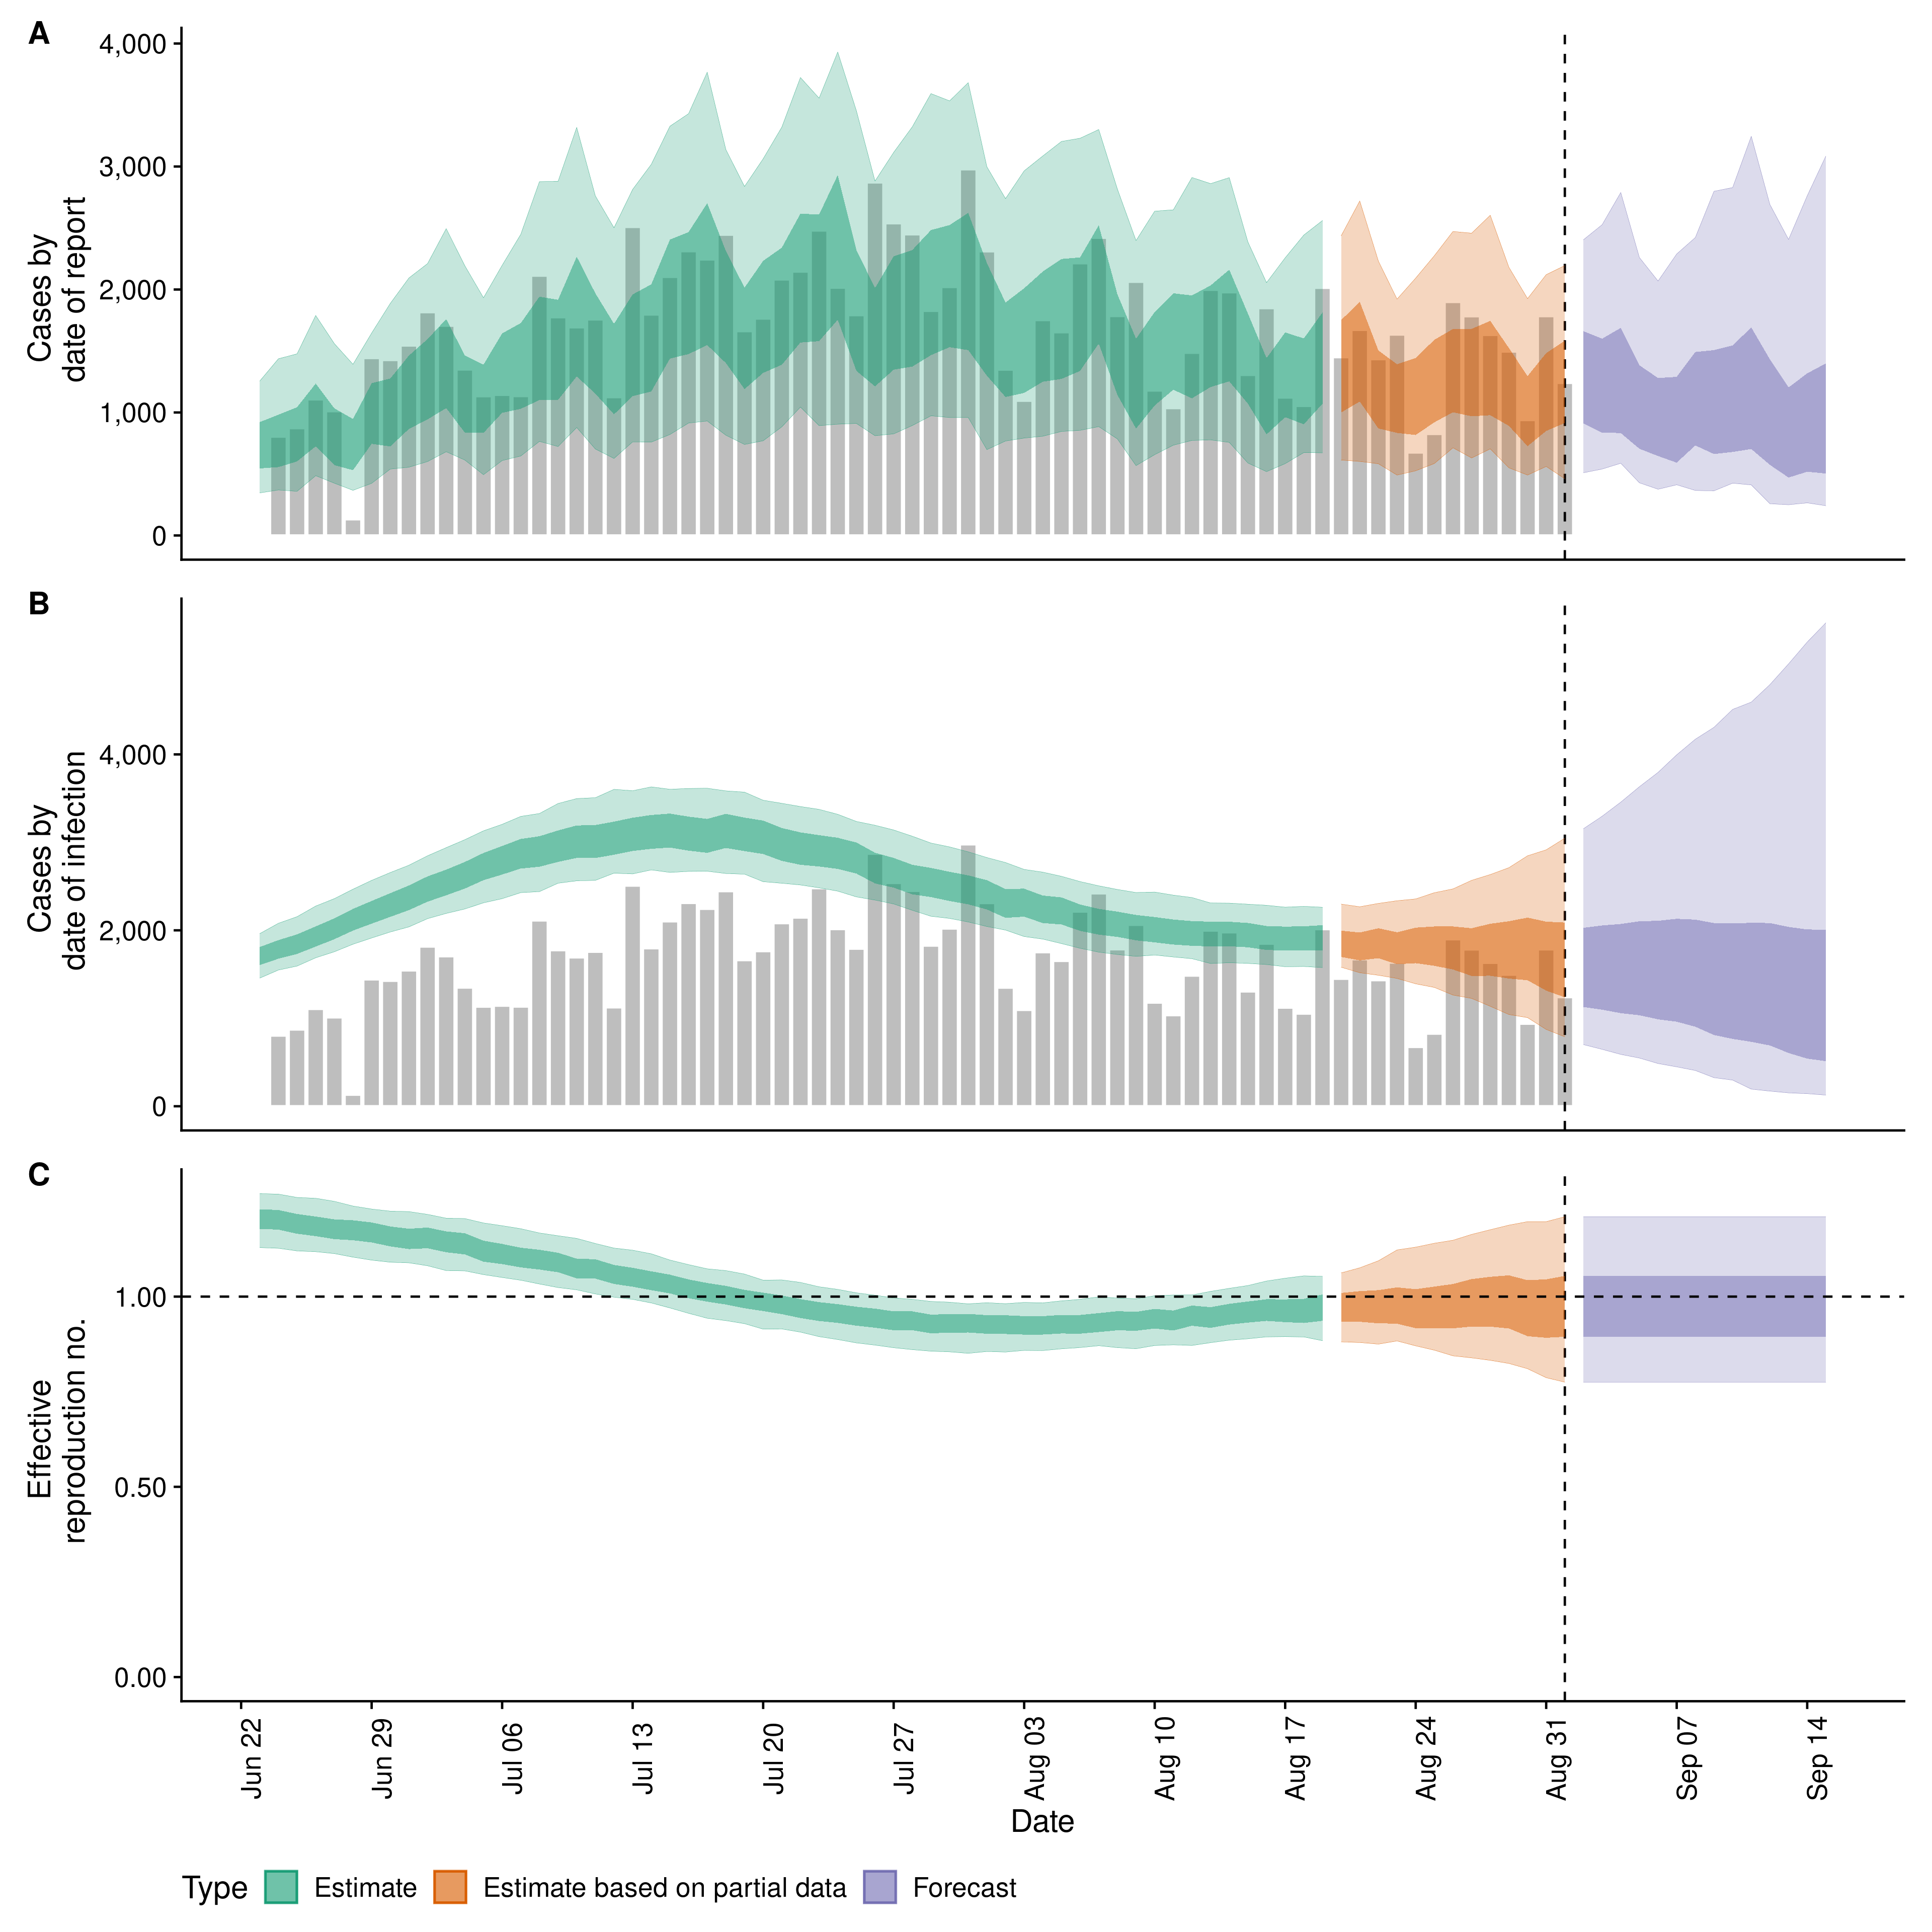 A
Cases by
date of report
4,000
3,000
2,000
1,000
0
B
Cases by
date of infection
4,000
2,000
0
C
Effective
reproduction no.
1.00
0.50
0.00
Jun 22
Jun 29
Jul 06
Jul 13
Jul 20
Jul 27
Aug 03
Aug 10
Aug 17
Aug 24
Aug 31
Sep 07
Sep 14
Date
Type
Estimate
Estimate based on partial data
Forecast